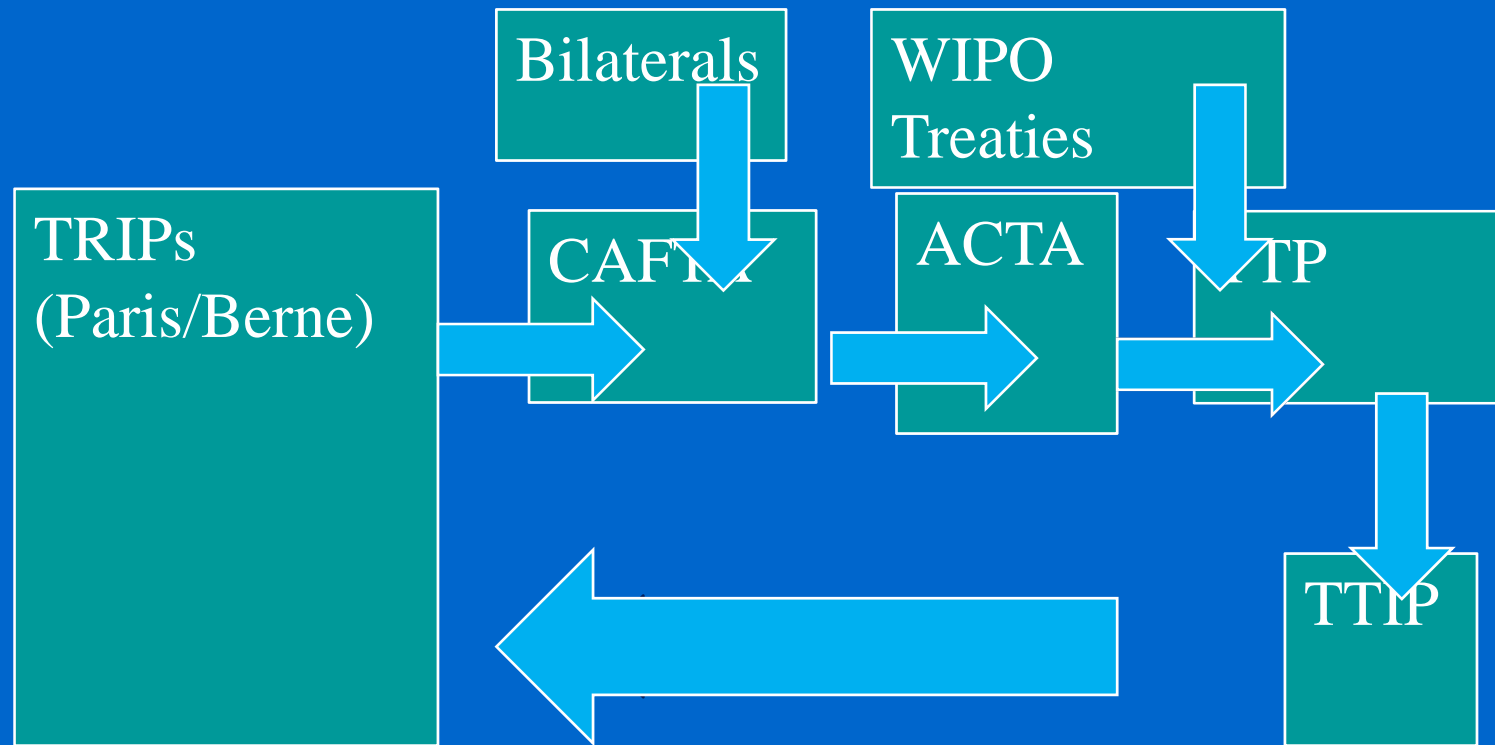 Bilaterals
WIPO
Treaties
TRIPs
(Paris/Berne)
CAFTA
ACTA
TTIP